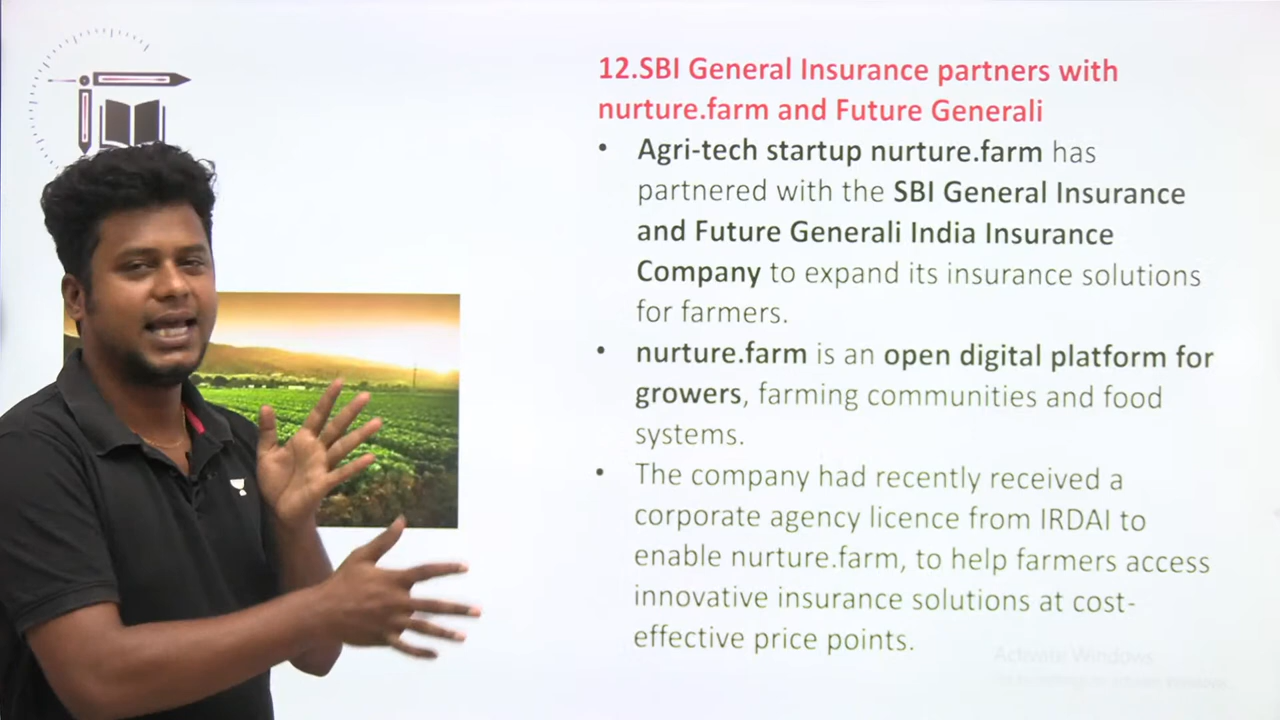 12.SBI General Insurance partners with
nurture.farm and Future Generali
• Agri-tech startup nurture.farm has
partnered with the SBI General Insurance
and Future Generali India Insurance
Company to expand its insurance solutions
for farmers.
• nurture.farm is an open digital platform for
growers, farming communities and food
systems.
• The company had recently received a
corporate agency licence from IRDAI to
enable nurture.farm, to help farmers access
innovative insurance solutions at cost-
effective price points.
Activate Windows